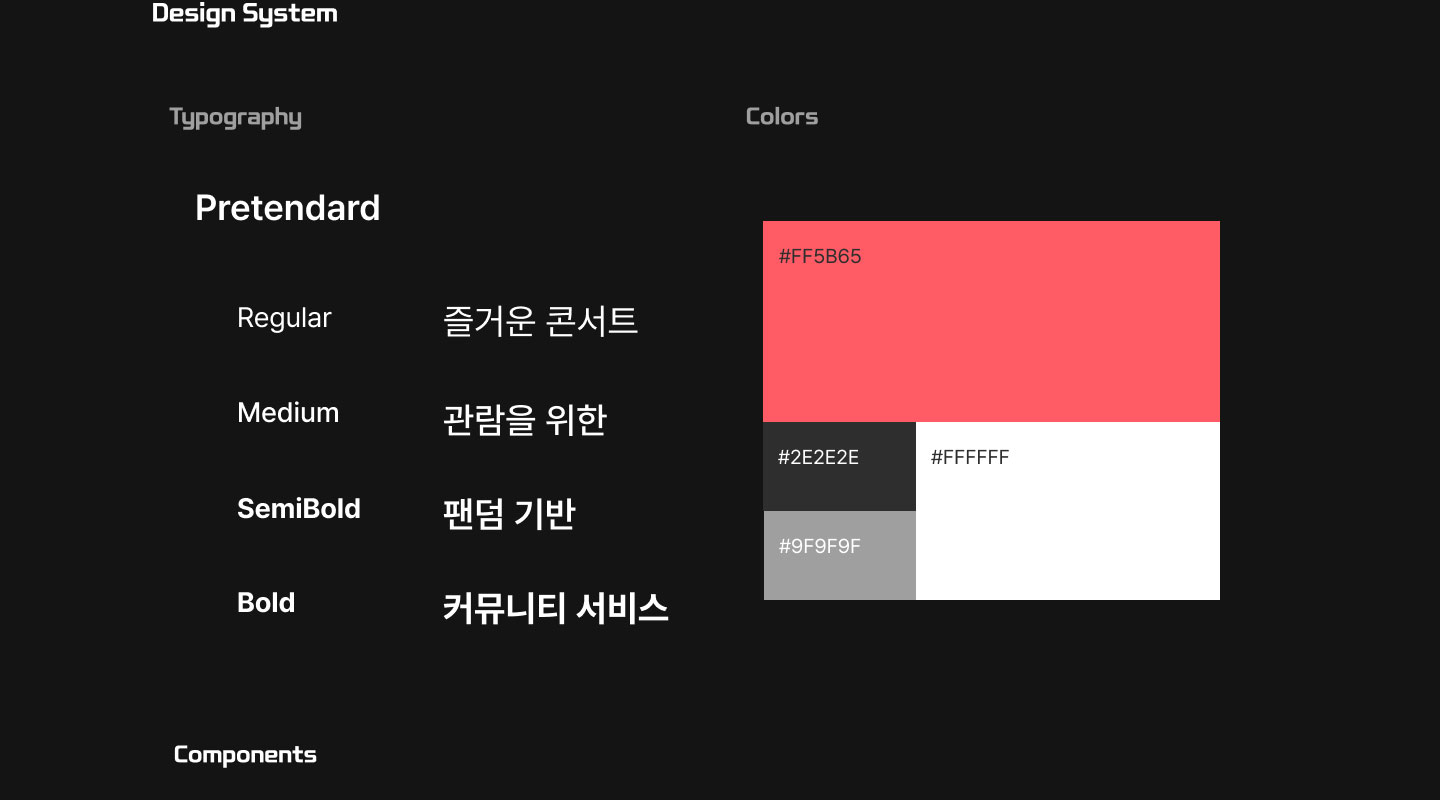 Design System
Typography
Pretendard
Regular 즐거운 콘서트
Medium 관람을 위한
SemiBold 팬덤 기반
Bold 커뮤니티 서비스
Colors
#FF5B65
#2E2E2E
#FFFFFF
#9F9F9F
Components